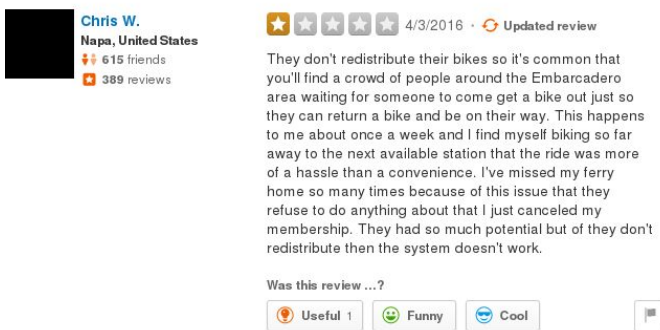 Chris W.
Napa, United States
615 friends
389 reviews
4/3/2016 · Updated review
They don't redistribute their bikes so it's common that
you'll find a crowd of people around the Embarcadero
area waiting for someone to come get a bike out just so
they can return a bike and be on their way. This happens
to me about once a week and I find myself biking so far
away to the next available station that the ride was more
of a hassle than a convenience. I've missed my ferry
home so many times because of this issue that they
refuse to do anything about that I just canceled my
membership. They had so much potential but of they don't
redistribute then the system doesn't work.
Was this review ...?
Useful 1 Funny Cool